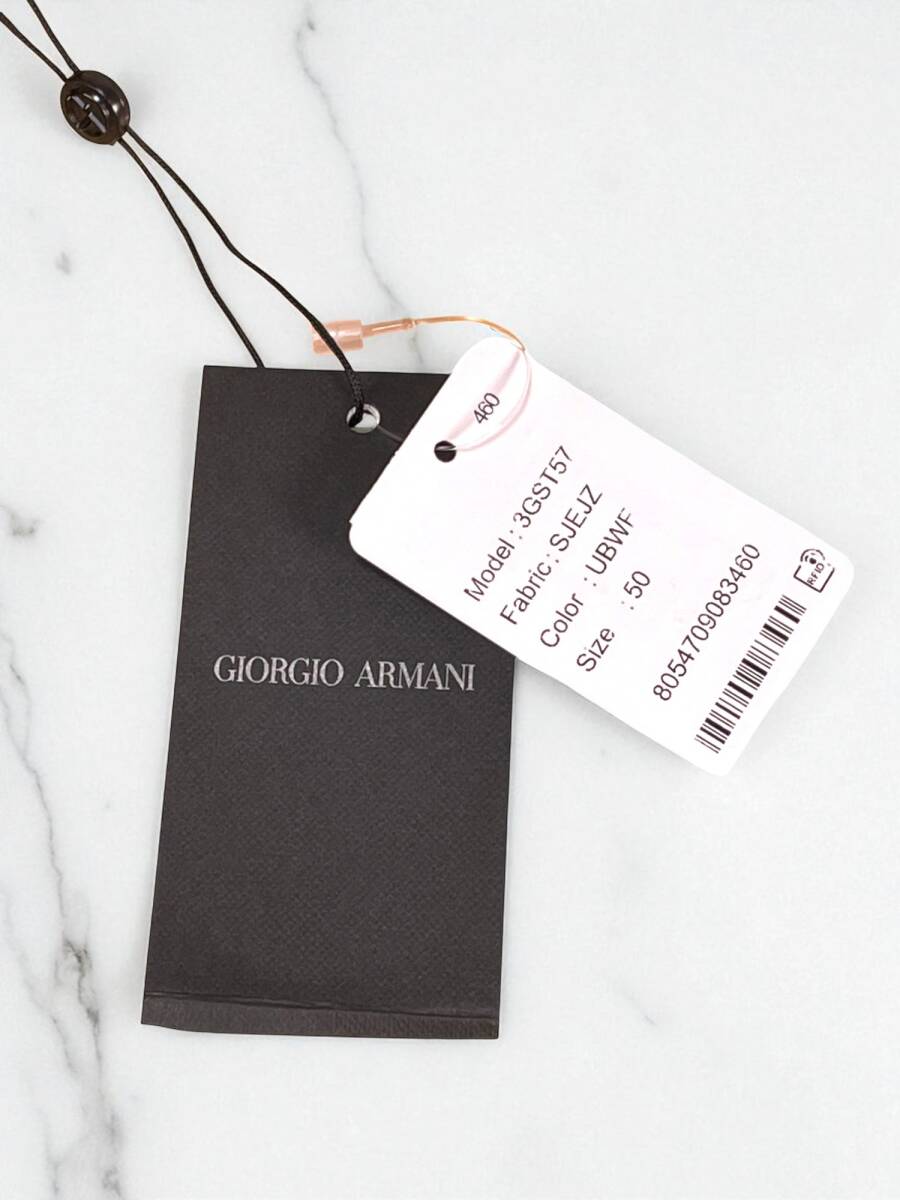 GIORGIO ARMANI
460
Model : 3GST57
Fabric : SJEJZ
Color : UBWF
Size : 50
8054709083460
RFID